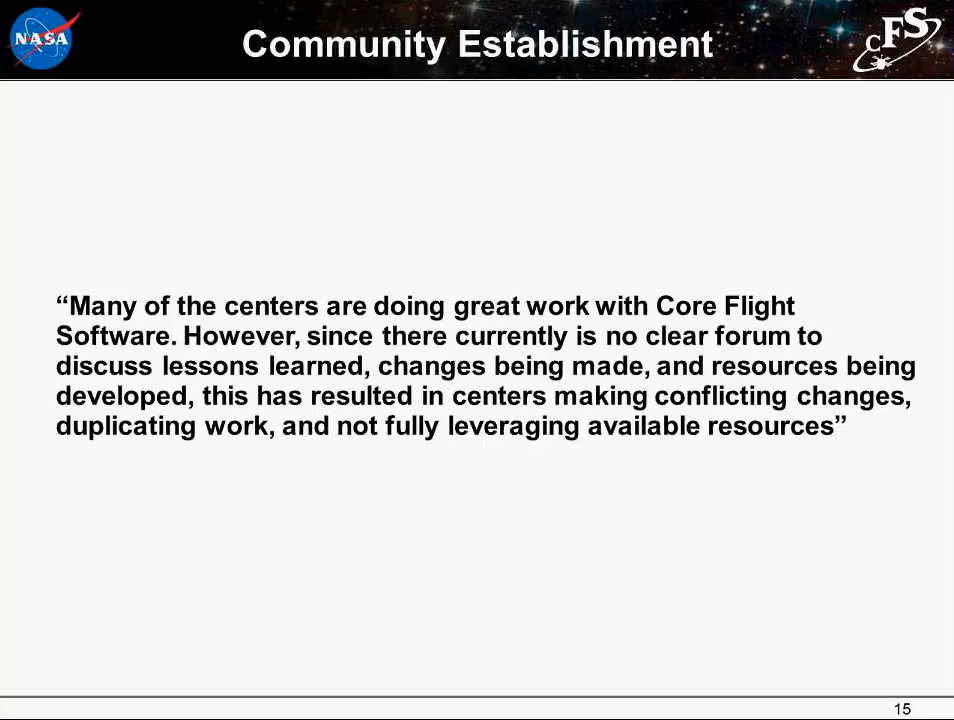 NASA
Community Establishment
cFS
“Many of the centers are doing great work with Core Flight
Software. However, since there currently is no clear forum to
discuss lessons learned, changes being made, and resources being
developed, this has resulted in centers making conflicting changes,
duplicating work, and not fully leveraging available resources”
15